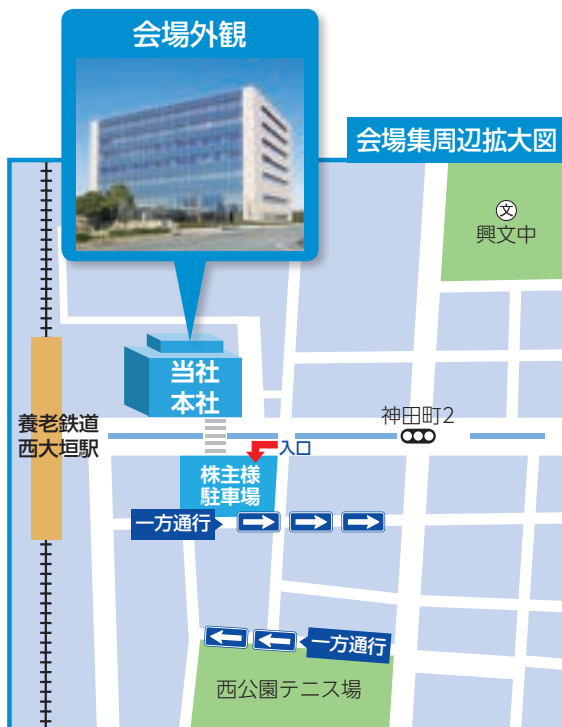 会場外観
会場集周辺拡大図
文
興文中
当社
本社
養老鉄道
西大垣駅
神田町2
入口
株主様
駐車場
一方通行
一方通行
西公園テニス場